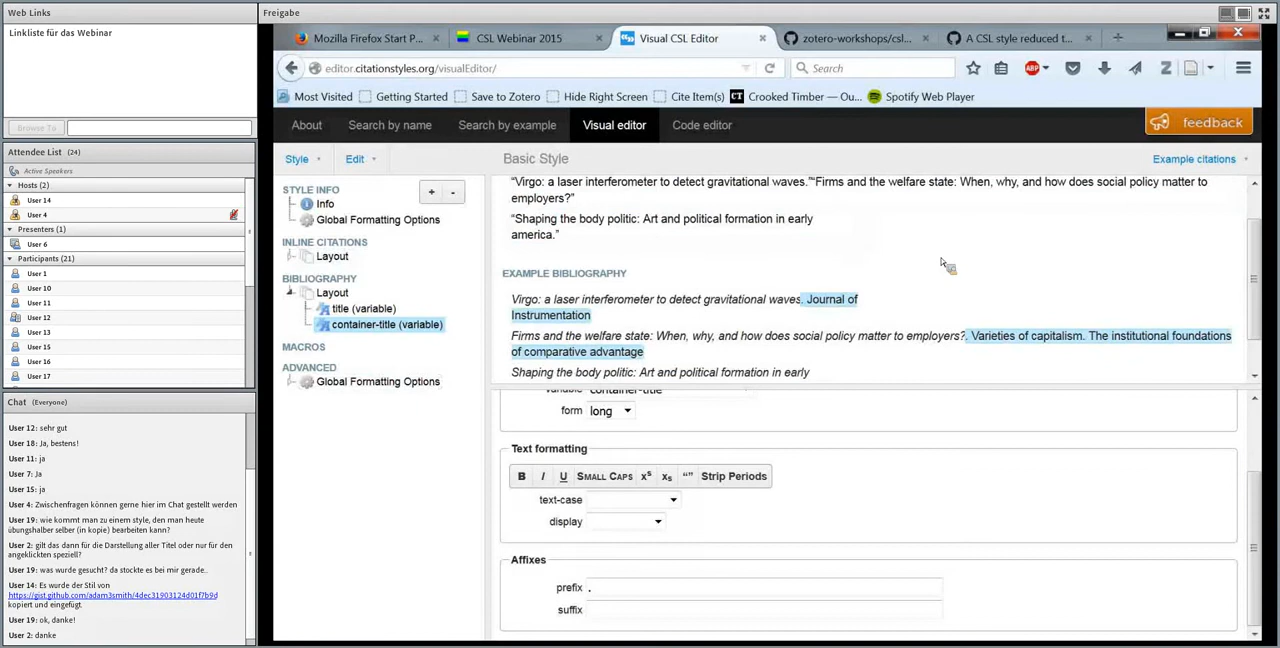 Web Links
Linkliste für das Webinar
Browse To
Attendee List (24)
Active Speakers
Hosts (2)
User 14
User 4
Presenters (1)
User 6
Participants (21)
User 1
User 10
User 11
User 12
User 13
User 15
User 16
User 17
Chat (Everyone)
User 12: sehr gut
User 18: Ja, bestens!
User 11: ja
User 7: Ja
User 15: ja
User 4: Zwischenfragen können gerne hier im Chat gestellt werden
User 19: wie kommt man zu einem style, den man heute
übungshalber selber (in kopie) bearbeiten kann?
User 2: gilt das dann für die Darstellung aller Titel oder nur für den
angeklickten speziell?
User 19: was wurde gesucht? da stockte es bei mir gerade..
User 14: Es wurde der Stil von
https://gist.github.com/adam3smith/4dec31903124d01f7b9d
kopiert und eingefügt
User 19: ok, danke!
User 2: danke
Freigabe
Mozilla Firefox Start P...
CSL Webinar 2015
Visual CSL Editor
zotero-workshops/csl...
A CSL style reduced t...
editor.citationstyles.org/visualEditor/
Search
ABP
Z
Most Visited
Getting Started
Save to Zotero
Hide Right Search
Cite Item(s)
CT Crooked Timber — Ou...
Spotify Web Player
About
Search by name
Search by example
Visual editor
Code editor
feedback
Style
Edit
Basic Style
Example citations
STYLE INFO
+
-
Info
Global Formatting Options
INLINE CITATIONS
Layout
BIBLIOGRAPHY
Layout
title (variable)
container-title (variable)
MACROS
ADVANCED
Global Formatting Options
“Virgo: a laser interferometer to detect gravitational waves.”“Firms and the welfare state: When, why, and how does social policy matter to
employers?”
“Shaping the body politic: Art and political formation in early
america.”
EXAMPLE BIBLIOGRAPHY
Virgo: a laser interferometer to detect gravitational waves. Journal of
Instrumentation
Firms and the welfare state: When, why, and how does social policy matter to employers?. Varieties of capitalism. The institutional foundations
of comparative advantage
Shaping the body politic: Art and political formation in early
variable container-title
form long
Text formatting
B I U SMALL CAPS x² x₂ “” Strip Periods
text-case
display
Affixes
prefix .
suffix